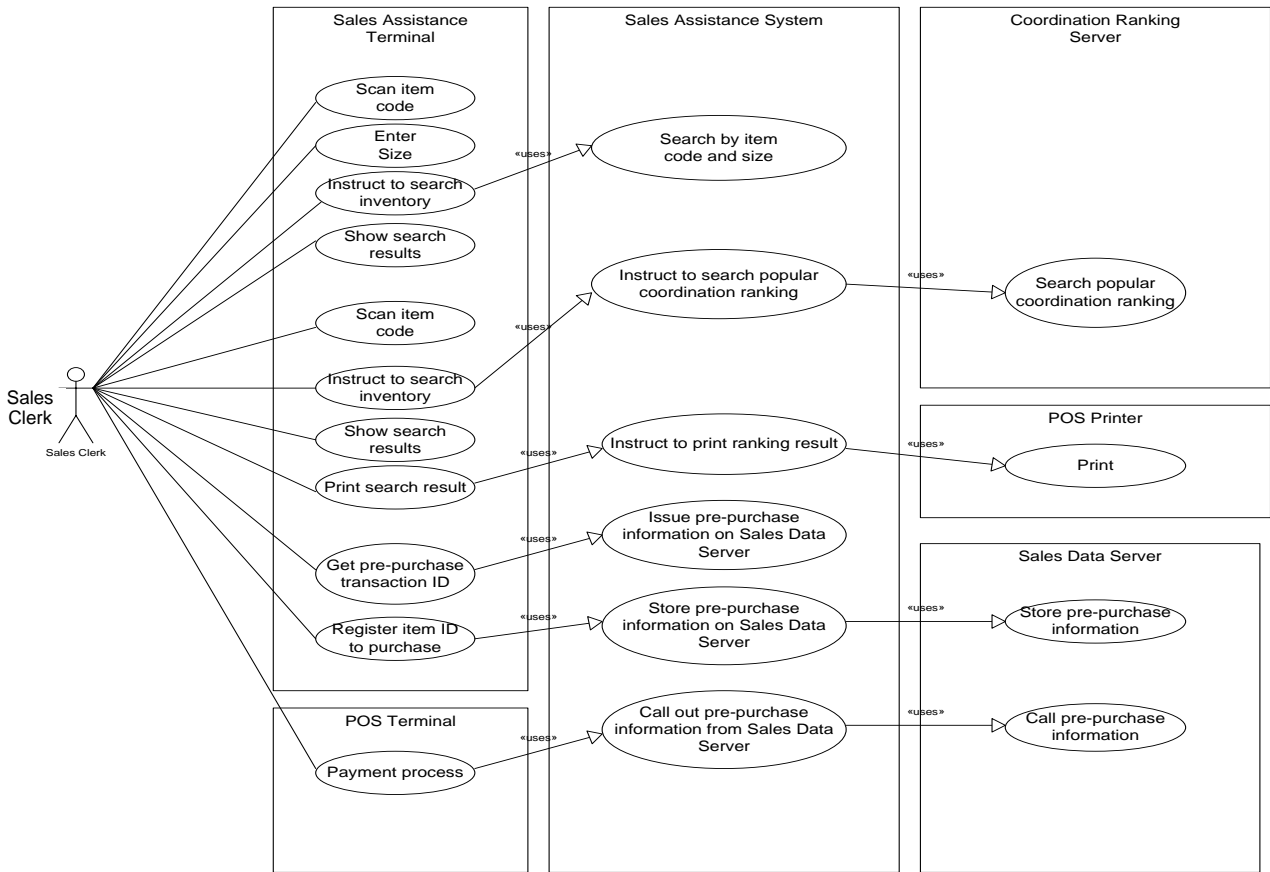 Sales Assistance
Terminal
Scan item
code
Enter
Size
Instruct to search
inventory
Show search
results
Scan item
code
Instruct to search
inventory
Show search
results
Print search result
Get pre-purchase
transaction ID
Register item ID
to purchase
POS Terminal
Payment process
Sales
Clerk
Sales Clerk
«uses»
«uses»
«uses»
«uses»
«uses»
«uses»
Sales Assistance System
Search by item
code and size
Instruct to search popular
coordination ranking
Instruct to print ranking result
Issue pre-purchase
information on Sales Data
Server
Store pre-purchase
information on Sales Data
Server
Call out pre-purchase
information from Sales Data
Server
«uses»
«uses»
«uses»
«uses»
Coordination Ranking
Server
Search popular
coordination ranking
POS Printer
Print
Sales Data Server
Store pre-purchase
information
Call pre-purchase
information